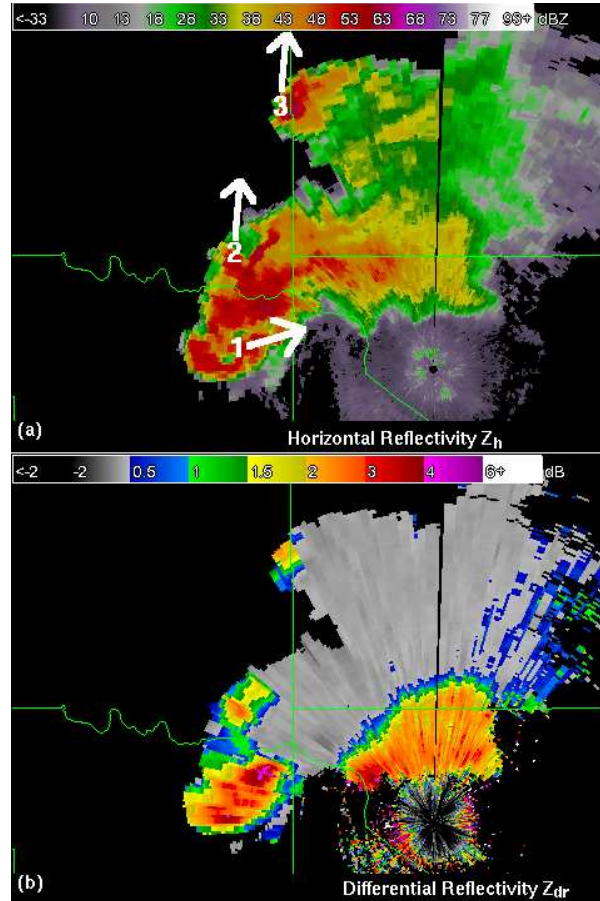 <-33 10 13 18 28 33 38 43 48 53 63 68 73 77 93+ dBZ
3
2
1
(a)
Horizontal Reflectivity Zh
<-2 -2 0.5 1 1.5 2 3 4 6+ dB
(b)
Differential Reflectivity Zdr